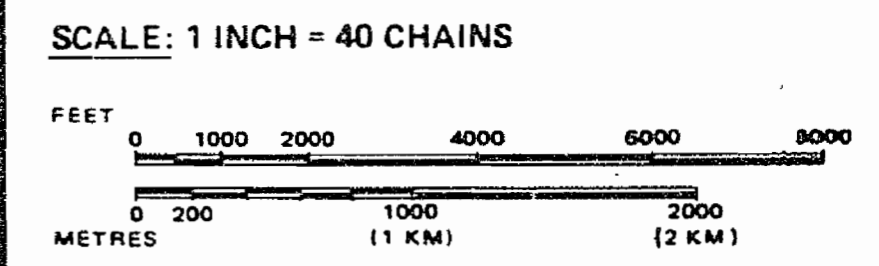 SCALE: 1 INCH = 40 CHAINS
FEET
0 1000 2000 4000 6000 8000
0 200 1000 2000
METRES (1 KM) (2 KM)